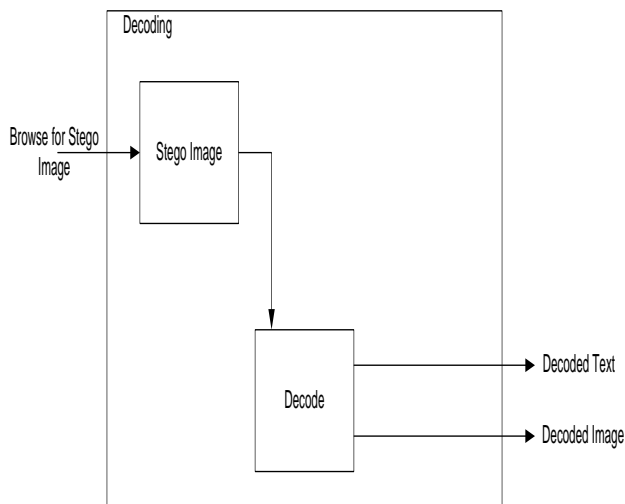 Decoding
Browse for Stego
Image
Stego Image
Decode
Decoded Text
Decoded Image